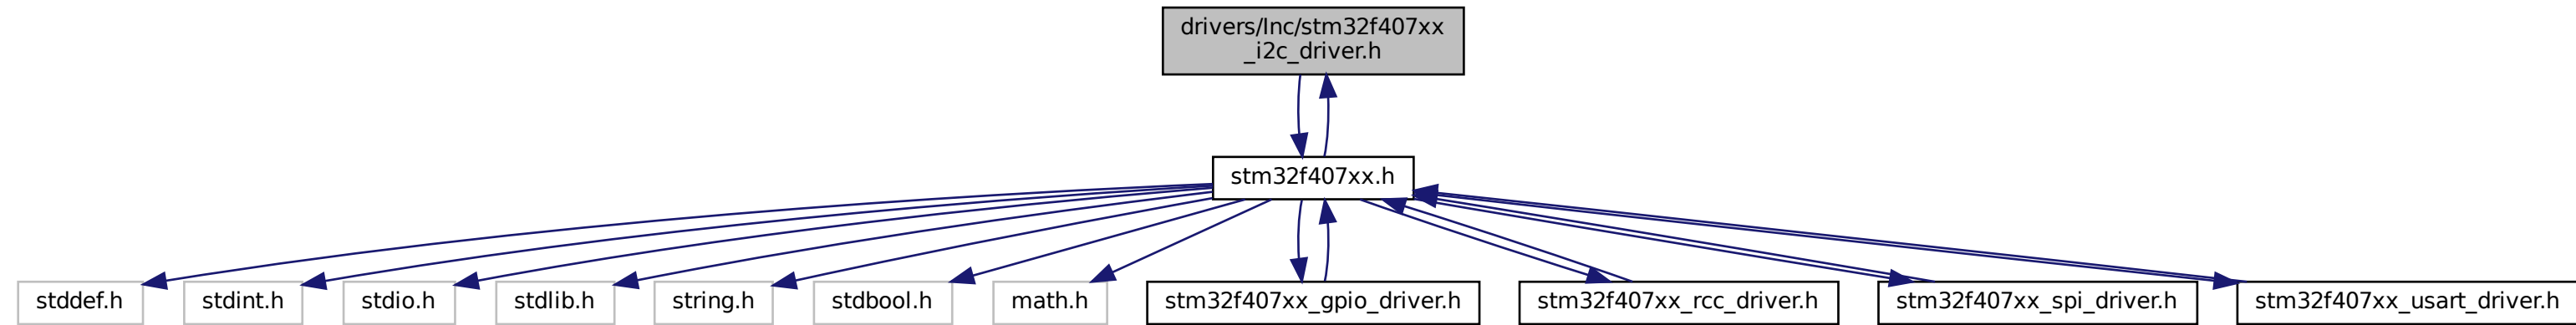 drivers/Inc/stm32f407xx
_i2c_driver.h
stm32f407xx.h
stddef.h
stdint.h
stdio.h
stdlib.h
string.h
stdbool.h
math.h
stm32f407xx_gpio_driver.h
stm32f407xx_rcc_driver.h
stm32f407xx_spi_driver.h
stm32f407xx_usart_driver.h